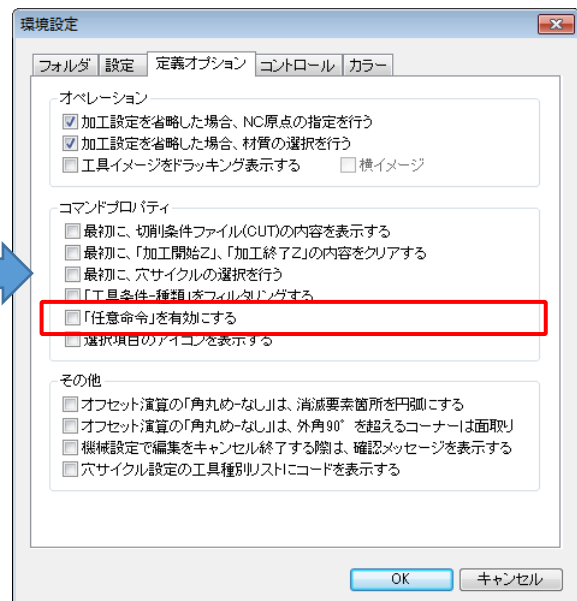 環境設定
フォルダ 設定 定義オプション コントロール カラー
オペレーション
加工設定を省略した場合、NC原点の指定を行う
加工設定を省略した場合、材質の選択を行う
工具イメージをドラッキング表示する 横イメージ
コマンドプロパティ
最初に、切削条件ファイル(CUT)の内容を表示する
最初に、「加工開始Z」、「加工終了Z」の内容をクリアする
最初に、穴サイクルの選択を行う
「工具条件-種類」をフィルタリングする
「任意命令」を有効にする
選択項目のアイコンを表示する
その他
オフセット演算の「角丸め-なし」は、消滅要素箇所を円弧にする
オフセット演算の「角丸め-なし」は、外角90°を超えるコーナーは面取り
機械設定で編集をキャンセル終了する際は、確認メッセージを表示する
穴サイクル設定の工具種別リストにコードを表示する
OK キャンセル